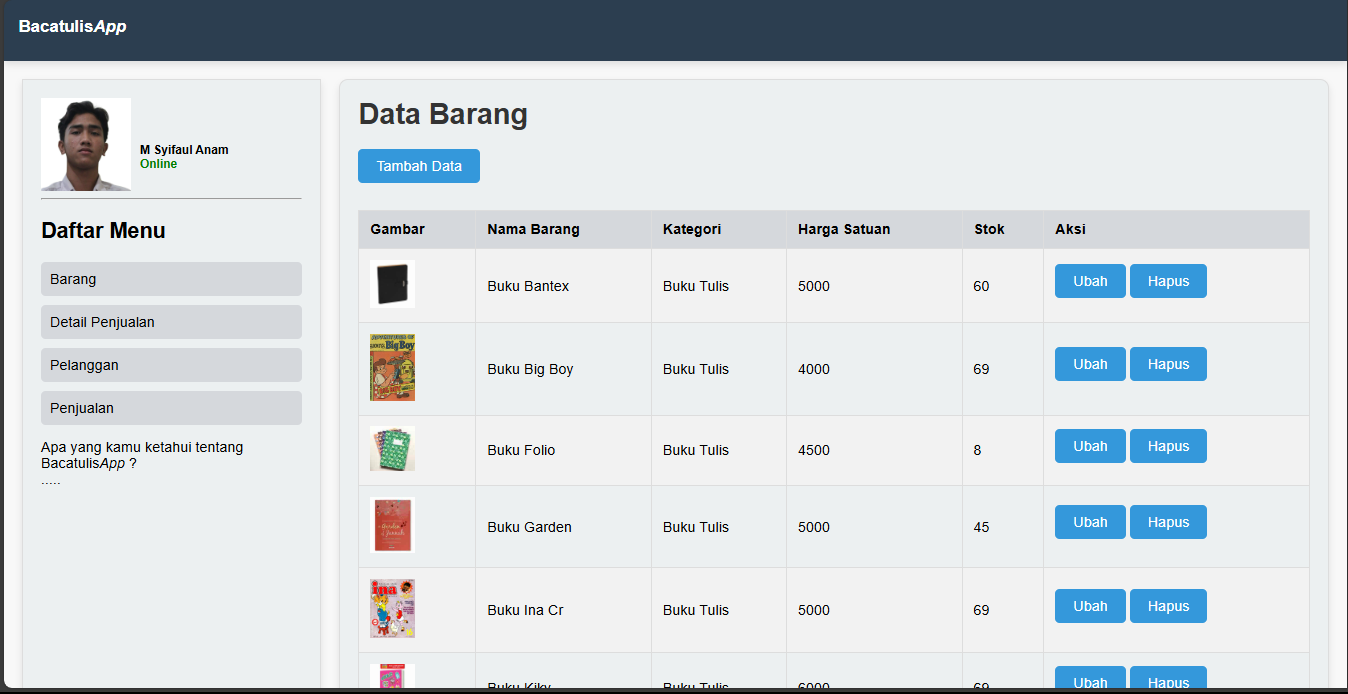 BacatulisApp
M Syifaul Anam
Online
Daftar Menu
Barang
Detail Penjualan
Pelanggan
Penjualan
Apa yang kamu ketahui tentang
BacatulisApp ?
.....
Data Barang
Tambah Data
Gambar Nama Barang Kategori Harga Satuan Stok Aksi
Buku Bantex Buku Tulis 5000 60 Ubah Hapus
Big Boy
Buku Big Boy Buku Tulis 4000 69 Ubah Hapus
Buku Folio Buku Tulis 4500 8 Ubah Hapus
Buku Garden Buku Tulis 5000 45 Ubah Hapus
ina
Buku Ina Cr Buku Tulis 5000 69 Ubah Hapus
Buku Kiky Buku Tulis 6000 69 Ubah Hapus